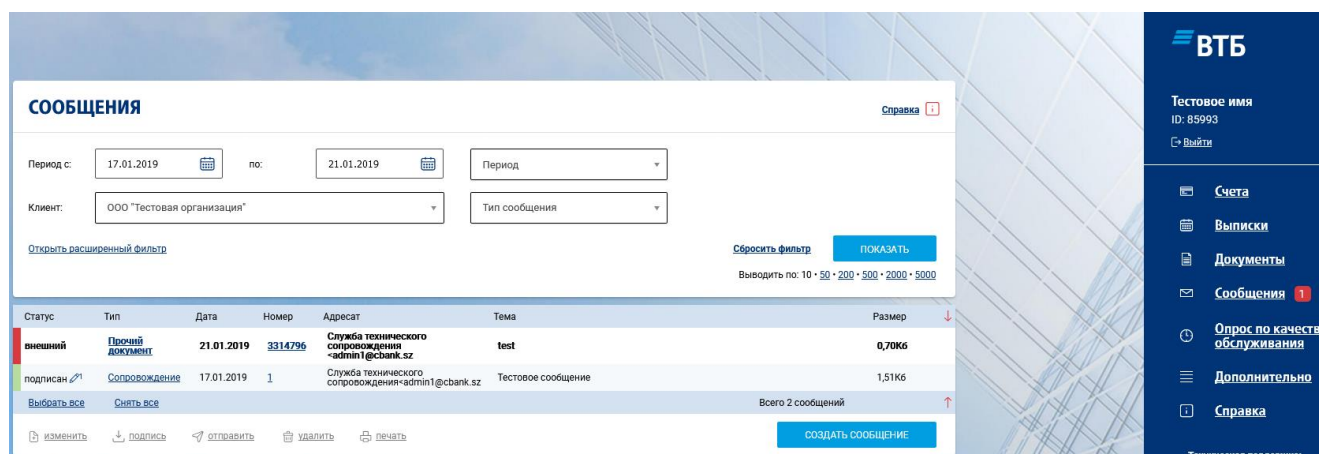 ВТБ
Тестовое имя
ID: 85993
Выйти
СООБЩЕНИЯ
Справка
Период с: 17.01.2019 по: 21.01.2019 Период
Клиент: ООО "Тестовая организация" Тип сообщения
Открыть расширенный фильтр Сбросить фильтр ПОКАЗАТЬ
Выводить по: 10 • 50 • 200 • 500 • 2000 • 5000
Статус Тип Дата Номер Адресат Тема Размер
внешний Прочий документ 21.01.2019 3314796 Служба технического сопровождения <admin1@cbank.sz test 0,70Кб
подписан 1 Сопровождение 17.01.2019 1 Служба технического сопровождения<admin1@cbank.sz Тестовое сообщение 1,51Кб
Выбрать все Снять все Всего 2 сообщений
изменить подпись отправить удалить печать СОЗДАТЬ СООБЩЕНИЕ
Счета
Выписки
Документы
Сообщения 1
Опрос по качеств
обслуживания
Дополнительно
Справка